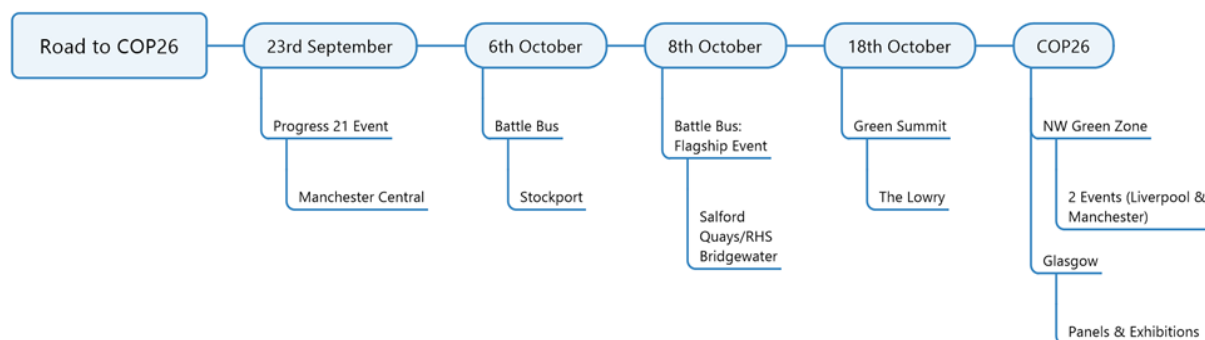 Road to COP26
23rd September
6th October
8th October
18th October
COP26
Progress 21 Event
Manchester Central
Battle Bus
Stockport
Battle Bus:
Flagship Event
Salford
Quays/RHS
Bridgewater
Green Summit
The Lowry
NW Green Zone
2 Events (Liverpool &
Manchester)
Glasgow
Panels & Exhibitions